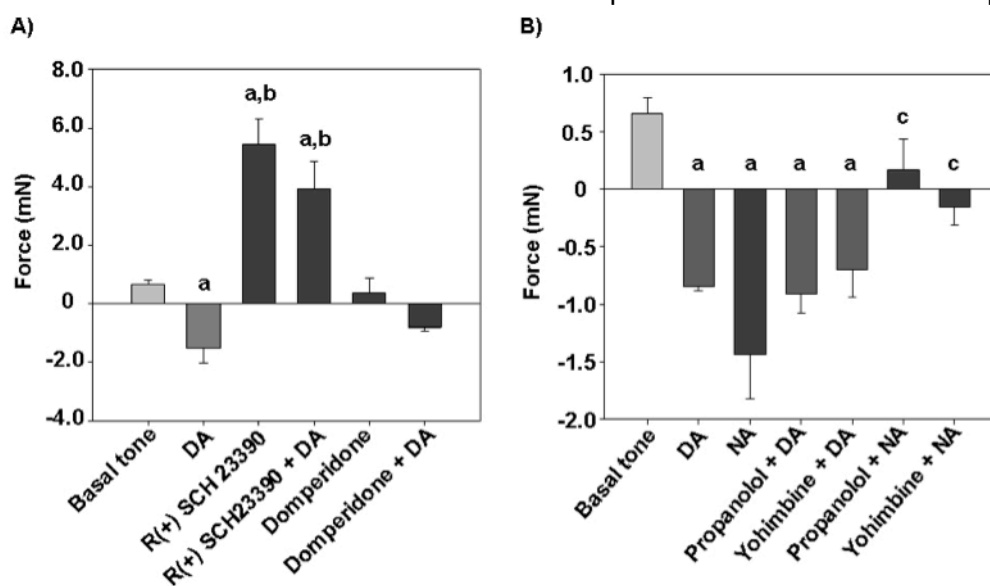 A)
8.0
6.0
4.0
2.0
0
-2.0
-4.0
Force (mN)
a
a,b
a,b
Basal tone
DA
R(+) SCH 23390
R(+) SCH23390 + DA
Domperidone
Domperidone + DA
B)
1.0
0.5
0
-0.5
-1.0
-1.5
-2.0
Force (mN)
a
a
a
a
c
c
Basal tone
DA
NA
Propanolol + DA
Yohimbine + DA
Propanolol + NA
Yohimbine + NA